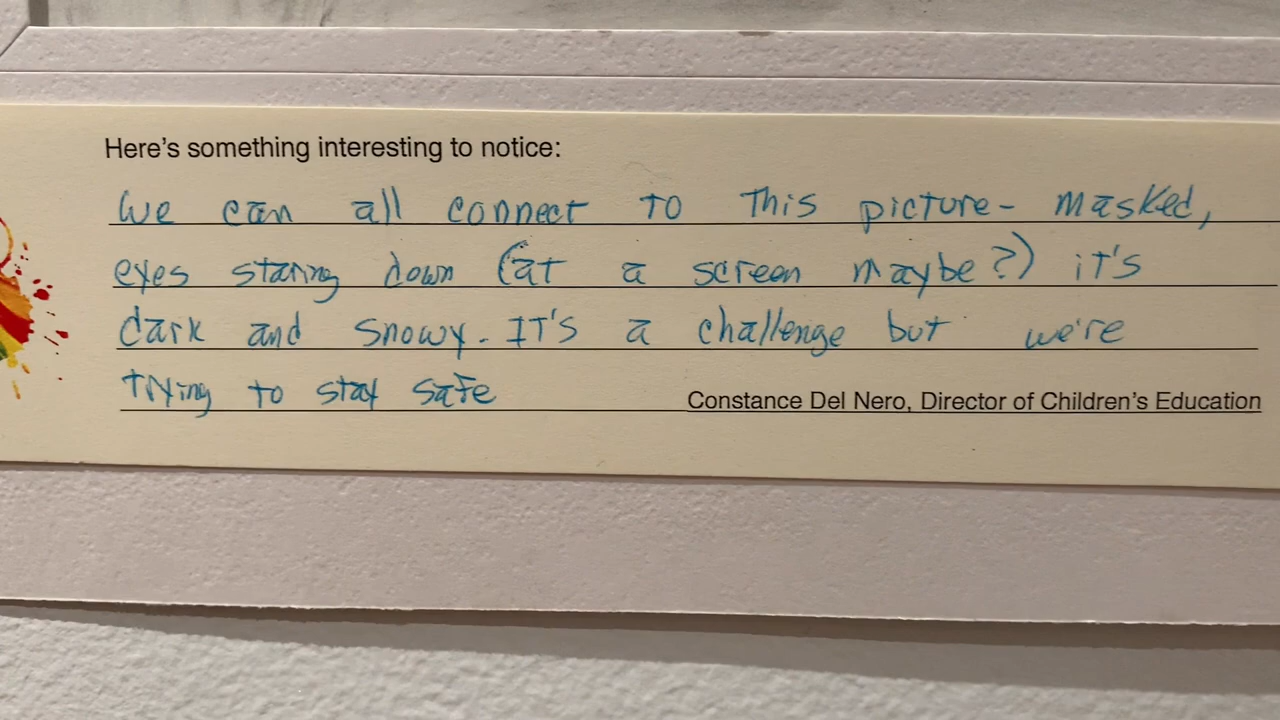 Here's something interesting to notice:
We can all connect to this picture- masked,
eyes staring down (at a screen maybe?) it's
dark and snowy. It's a challenge but we're
trying to stay safe
Constance Del Nero, Director of Children's Education